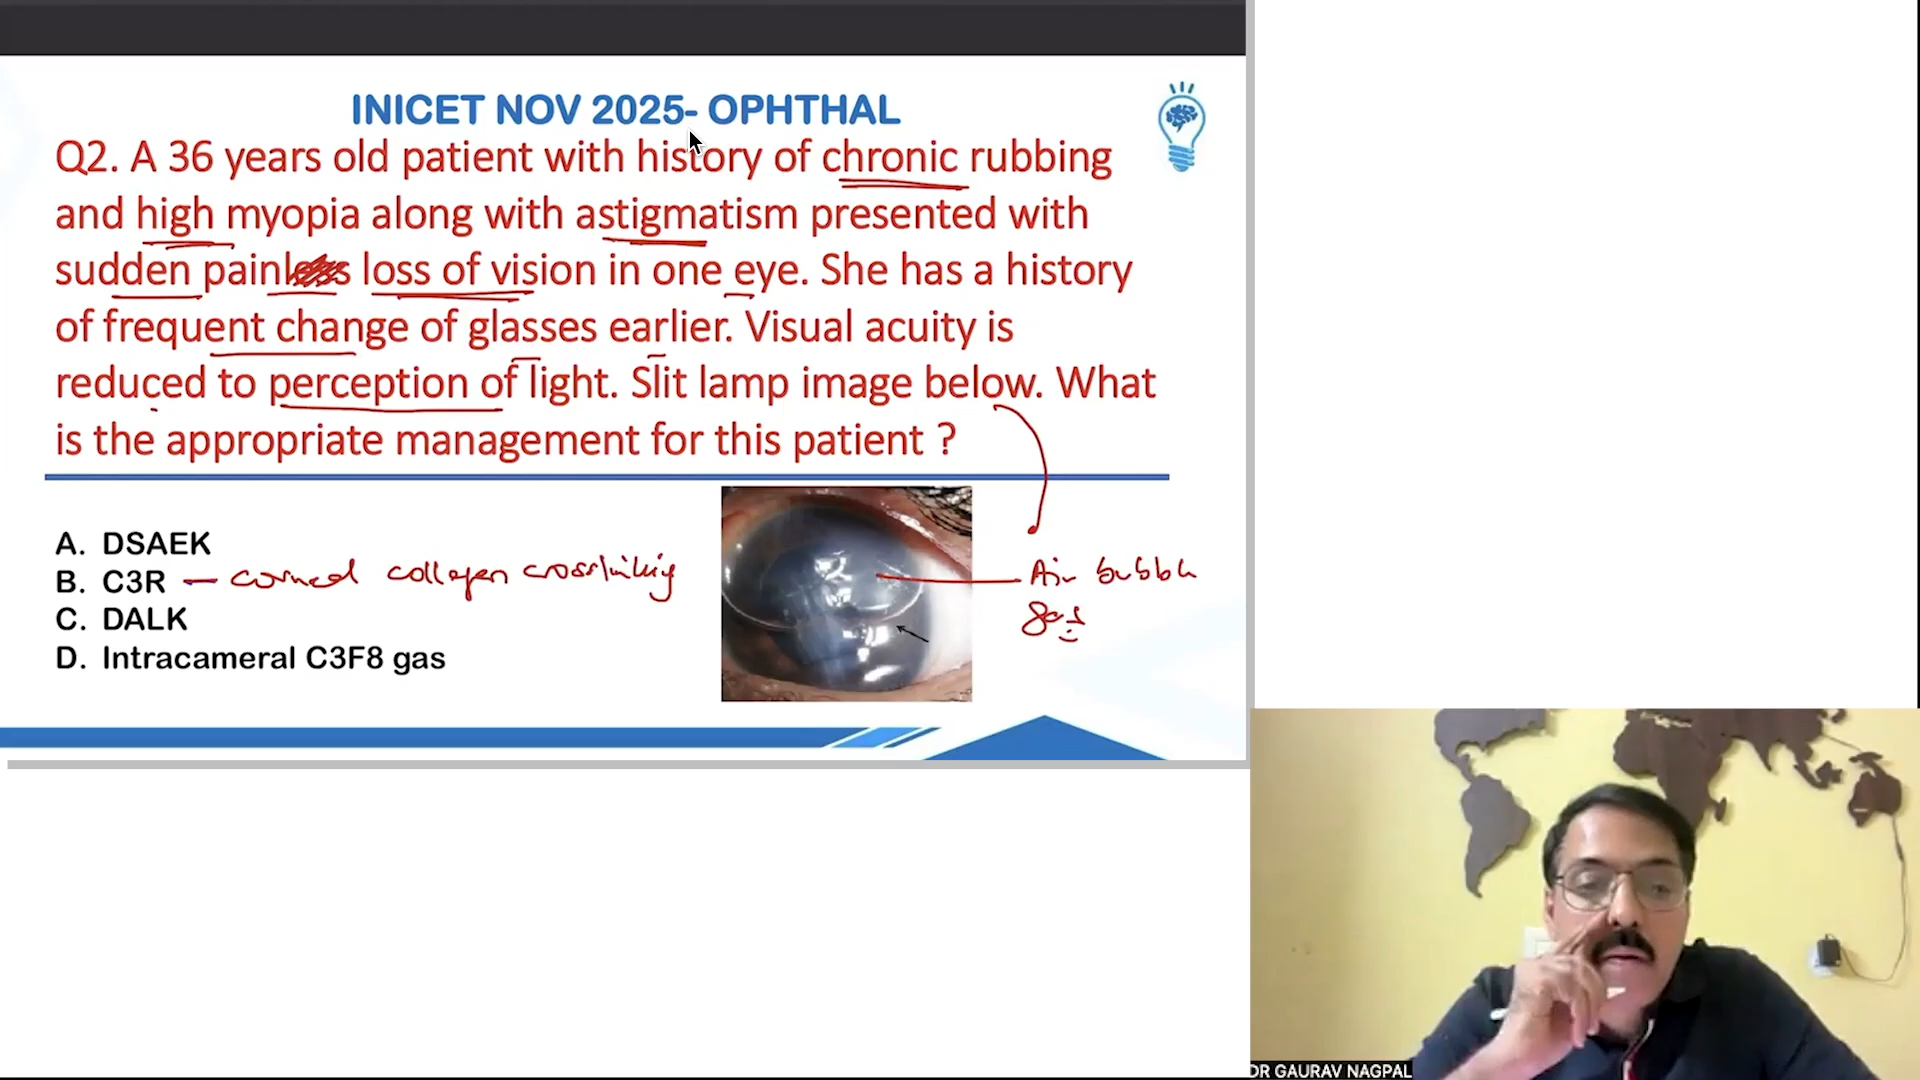 INICET NOV 2025- OPHTHAL
Q2. A 36 years old patient with history of chronic rubbing
and high myopia along with astigmatism presented with
sudden painless loss of vision in one eye. She has a history
of frequent change of glasses earlier. Visual acuity is
reduced to perception of light. Slit lamp image below. What
is the appropriate management for this patient ?
A. DSAEK
B. C3R — corneal collagen crosslinking
C. DALK
D. Intracameral C3F8 gas
Air bubble
gas
DR GAURAV NAGPAL